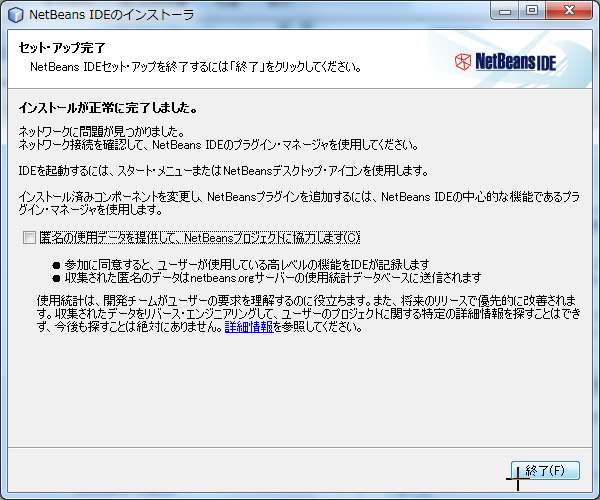 NetBeans IDEのインストーラ
セット・アップ完了
NetBeans IDEセット・アップを終了するには「終了」をクリックしてください。
NetBeans IDE
インストールが正常に完了しました。
ネットワークに問題が見つかりました。
ネットワーク接続を確認して、NetBeans IDEのプラグイン・マネージャを使用してください。
IDEを起動するには、スタート・メニューまたはNetBeansデスクトップ・アイコンを使用します。
インストール済みコンポーネントを変更し、NetBeansプラグインを追加するには、NetBeans IDEの中心的な機能であるプラ
グイン・マネージャを使用します。
匿名の使用データを提供して、NetBeansプロジェクトに協力します(C)
● 参加に同意すると、ユーザーが使用している高レベルの機能をIDEが記録します
● 収集された匿名のデータはnetbeans.orgサーバーの使用統計データベースに送信されます
使用統計は、開発チームがユーザーの要求を理解するのに役立ちます。また、将来のリリースで優先的に改善されま
す。収集されたデータをリバース・エンジニアリングして、ユーザーのプロジェクトに関する特定の詳細情報を探すことはでき
ず、今後も探すことは絶対にありません。詳細情報を参照してください。
終了(F)